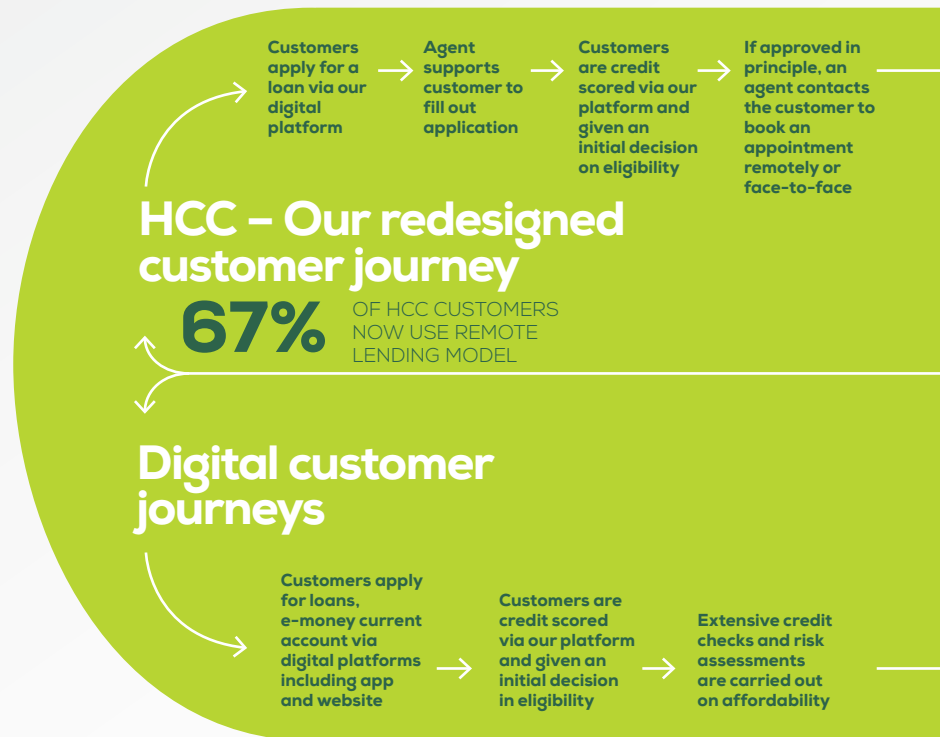 Customers
apply for a
loan via our
digital
platform
Agent
supports
customer to
fill out
application
Customers
are credit
scored via our
platform and
given an
initial decision
on eligibility
If approved in
principle, an
agent contacts
the customer to
book an
appointment
remotely or
face-to-face
HCC – Our redesigned
customer journey
67%
OF HCC CUSTOMERS
NOW USE REMOTE
LENDING MODEL
Digital customer
journeys
Customers apply
for loans,
e-money current
account via
digital platforms
including app
and website
Customers are
credit scored
via our platform
and given an
initial decision
in eligibility
Extensive credit
checks and risk
assessments
are carried out
on affordability